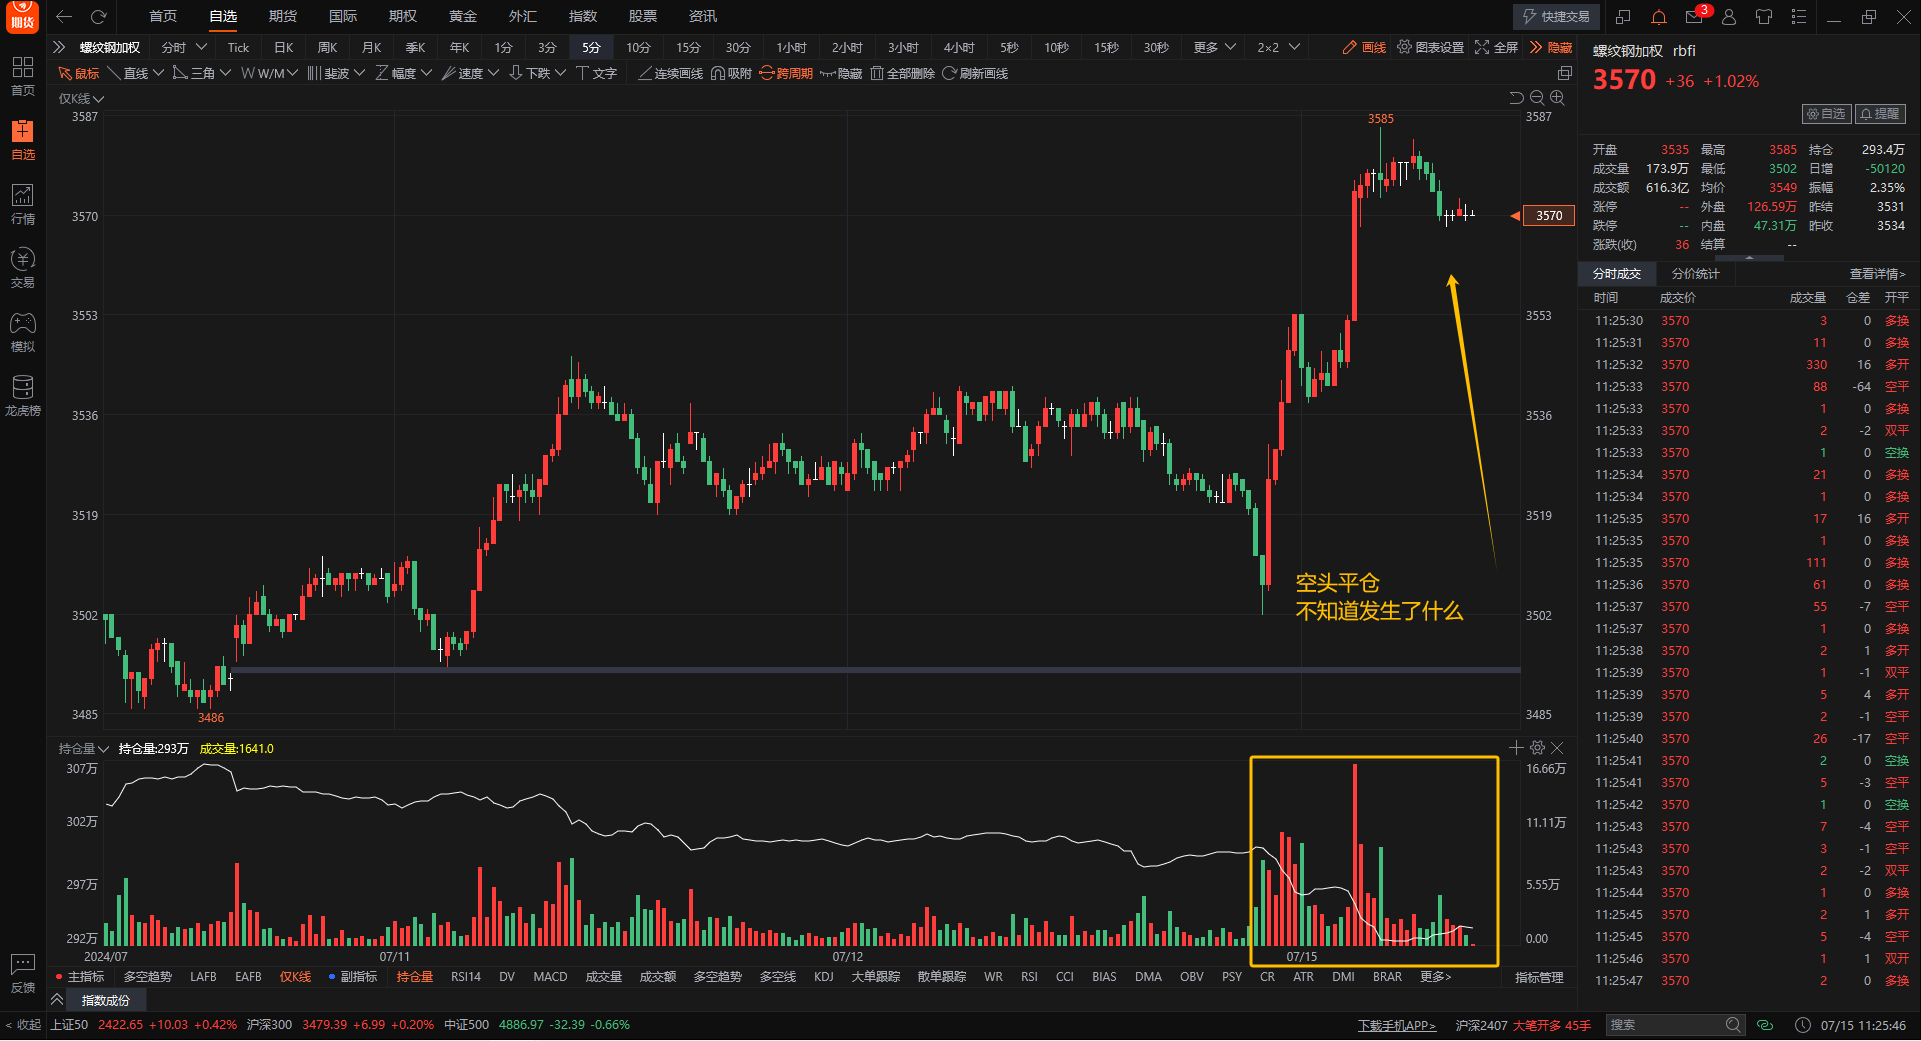 期货
首页 自选 期货 国际 期权 黄金 外汇 指数 股票 资讯
快捷交易 3
螺纹钢加权 分时 Tick 日K 周K 月K 季K 年K 1分 3分 5分 10分 15分 30分 1小时 2小时 3小时 4小时 5秒 10秒 15秒 30秒 更多 2×2 画线 图表设置 全屏 隐藏
鼠标 直线 三角 W/M 斐波 幅度 速度 下跌 文字 连续画线 吸附 跨周期 隐藏 全部删除 刷新画线
首页
自选
行情
交易
模拟
龙虎榜
反馈
< 收起
仅K线
3587
3570
3553
3536
3519
3502
3485
3585
3486
空头平仓
不知道发生了什么
3587
3570
3553
3536
3519
3502
3485
持仓量 持仓量:293万 成交量:1641.0
307万
302万
297万
292万
16.66万
11.11万
5.55万
0.00
2024/07 07/11 07/12 07/15
主指标 多空趋势 LAFB EAFB 仅K线 副指标 持仓量 RSI14 DV MACD 成交量 成交额 多空趋势 多空线 KDJ 大单跟踪 散单跟踪 WR RSI CCI BIAS DMA OBV PSY CR ATR DMI BRAR 更多> 指标管理
指数成份
螺纹钢加权 rbfi
3570 +36 +1.02%
自选 提醒
开盘 3535 最高 3585 持仓 293.4万
成交量 173.9万 最低 3502 日增 -50120
成交额 616.3亿 均价 3549 振幅 2.35%
涨停 -- 外盘 126.59万 昨结 3531
跌停 -- 内盘 47.31万 昨收 3534
涨跌(收) 36 结算 --
分时成交 分价统计 查看详情>
时间 成交价 成交量 仓差 开平
11:25:30 3570 3 0 多换
11:25:31 3570 11 0 多换
11:25:32 3570 330 16 多开
11:25:33 3570 88 -64 空平
11:25:33 3570 1 0 多换
11:25:33 3570 2 -2 双平
11:25:33 3570 1 0 空换
11:25:34 3570 21 0 多换
11:25:34 3570 1 0 多换
11:25:35 3570 17 16 多开
11:25:35 3570 1 0 多换
11:25:35 3570 111 0 多换
11:25:36 3570 61 0 多换
11:25:37 3570 55 -7 空平
11:25:37 3570 1 0 多换
11:25:38 3570 2 1 多开
11:25:39 3570 1 -1 双平
11:25:39 3570 5 4 多开
11:25:39 3570 2 -1 空平
11:25:40 3570 26 -17 空平
11:25:41 3570 2 0 空换
11:25:41 3570 5 -3 空平
11:25:42 3570 1 0 空换
11:25:43 3570 7 -4 空平
11:25:43 3570 3 -1 空平
11:25:43 3570 2 -2 双平
11:25:44 3570 1 0 多换
11:25:45 3570 2 1 多开
11:25:45 3570 5 -4 空平
11:25:46 3570 1 1 双开
11:25:47 3570 2 0 多换
上证50 2422.65 +10.03 +0.42% 沪深300 3479.39 +6.99 +0.20% 中证500 4886.97 -32.39 -0.66% 下载手机APP>> 沪深2407 大笔开多 45手 搜索 07/15 11:25:46